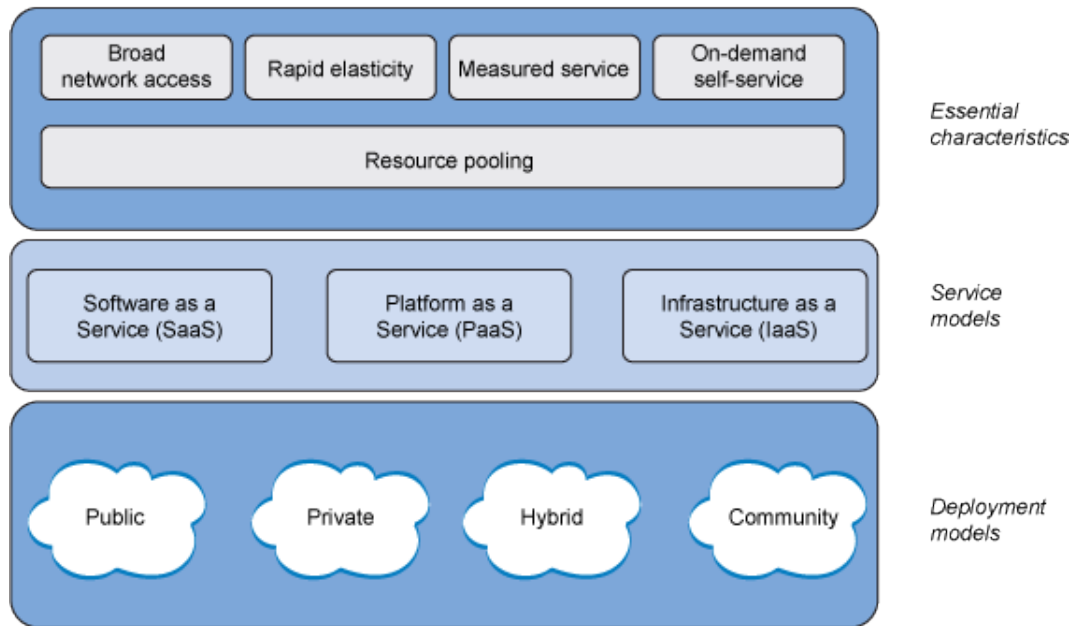 Broad
network access
Rapid elasticity
Measured service
On-demand
self-service
Resource pooling
Essential
characteristics
Software as a
Service (SaaS)
Platform as a
Service (PaaS)
Infrastructure as a
Service (IaaS)
Service
models
Public
Private
Hybrid
Community
Deployment
models